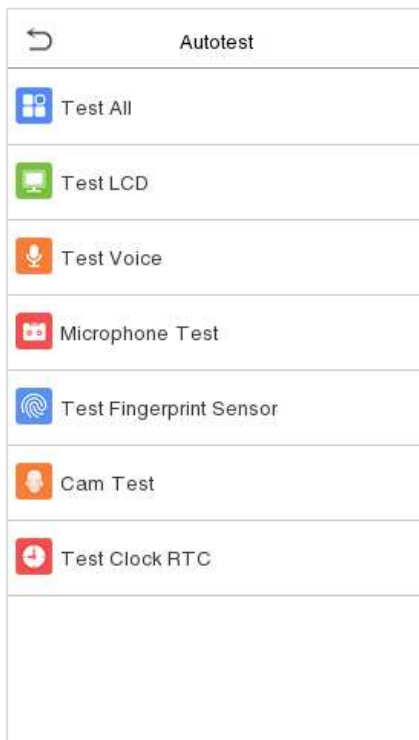 Autotest
Test All
Test LCD
Test Voice
Microphone Test
Test Fingerprint Sensor
Cam Test
Test Clock RTC